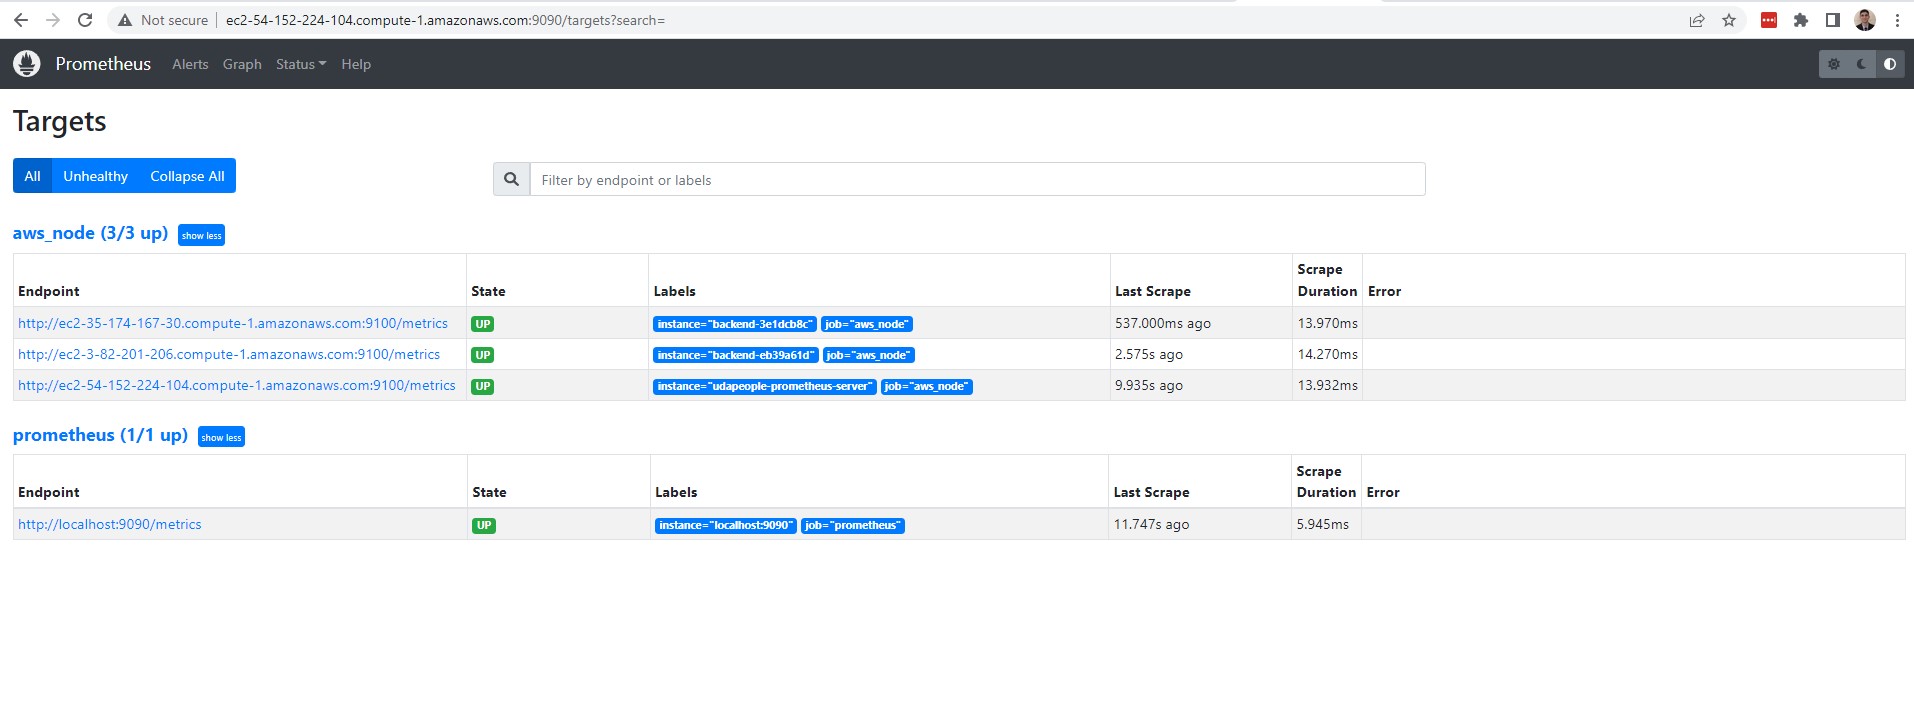 Not secure ec2-54-152-224-104.compute-1.amazonaws.com:9090/targets?search=
Prometheus Alerts Graph Status Help
Targets
All Unhealthy Collapse All
Filter by endpoint or labels
aws_node (3/3 up) show less
Endpoint State Labels Last Scrape Scrape Duration Error
http://ec2-35-174-167-30.compute-1.amazonaws.com:9100/metrics UP instance="backend-3e1dcb8c" job="aws_node" 537.000ms ago 13.970ms
http://ec2-3-82-201-206.compute-1.amazonaws.com:9100/metrics UP instance="backend-eb39a61d" job="aws_node" 2.575s ago 14.270ms
http://ec2-54-152-224-104.compute-1.amazonaws.com:9100/metrics UP instance="udapeople-prometheus-server" job="aws_node" 9.935s ago 13.932ms
prometheus (1/1 up) show less
Endpoint State Labels Last Scrape Scrape Duration Error
http://localhost:9090/metrics UP instance="localhost:9090" job="prometheus" 11.747s ago 5.945ms